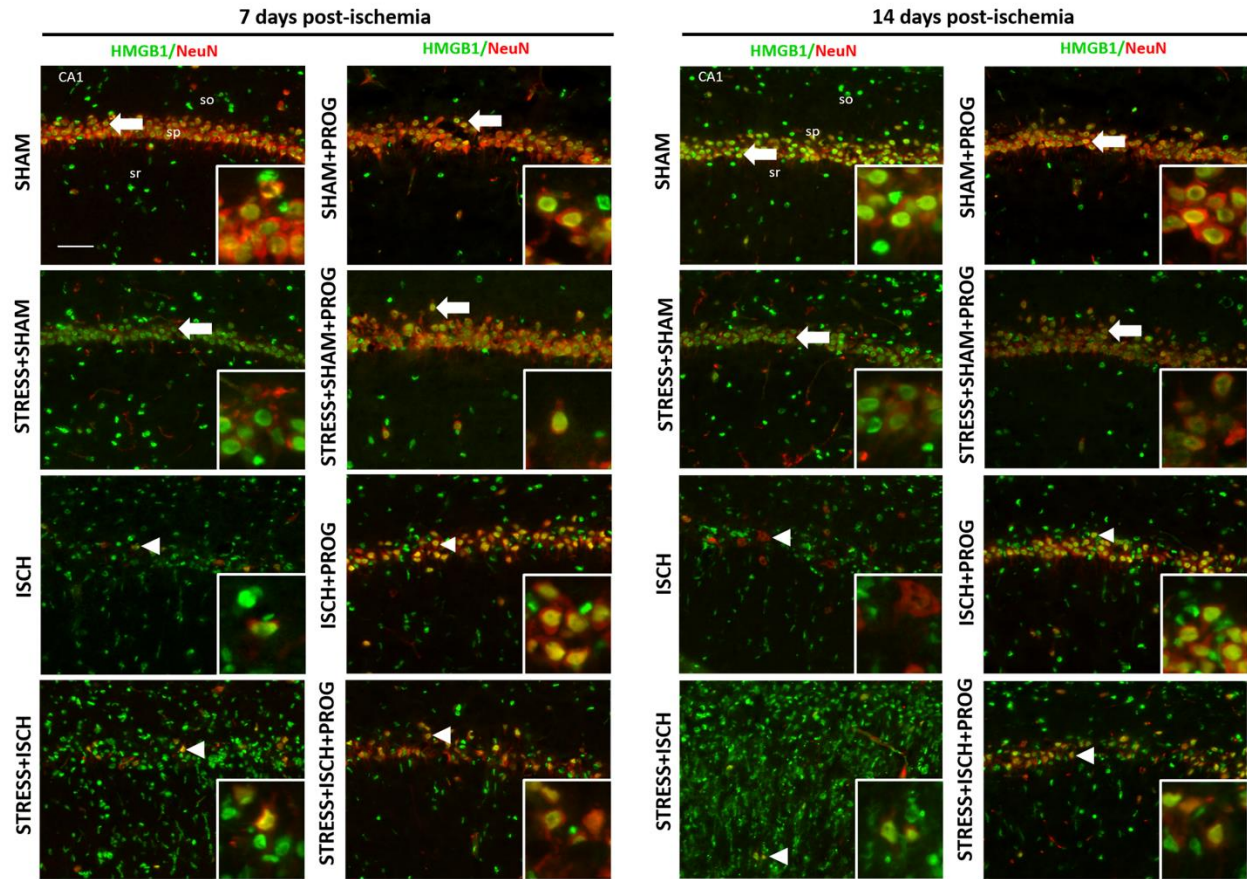 7 days post-ischemia
14 days post-ischemia
HMGB1/NeuN
HMGB1/NeuN
HMGB1/NeuN
HMGB1/NeuN
SHAM
CA1
so
sp
sr
SHAM+PROG
SHAM
CA1
so
sp
sr
SHAM+PROG
STRESS+SHAM
STRESS+SHAM+PROG
STRESS+SHAM
STRESS+SHAM+PROG
ISCH
ISCH+PROG
ISCH
ISCH+PROG
STRESS+ISCH
STRESS+ISCH+PROG
STRESS+ISCH
STRESS+ISCH+PROG